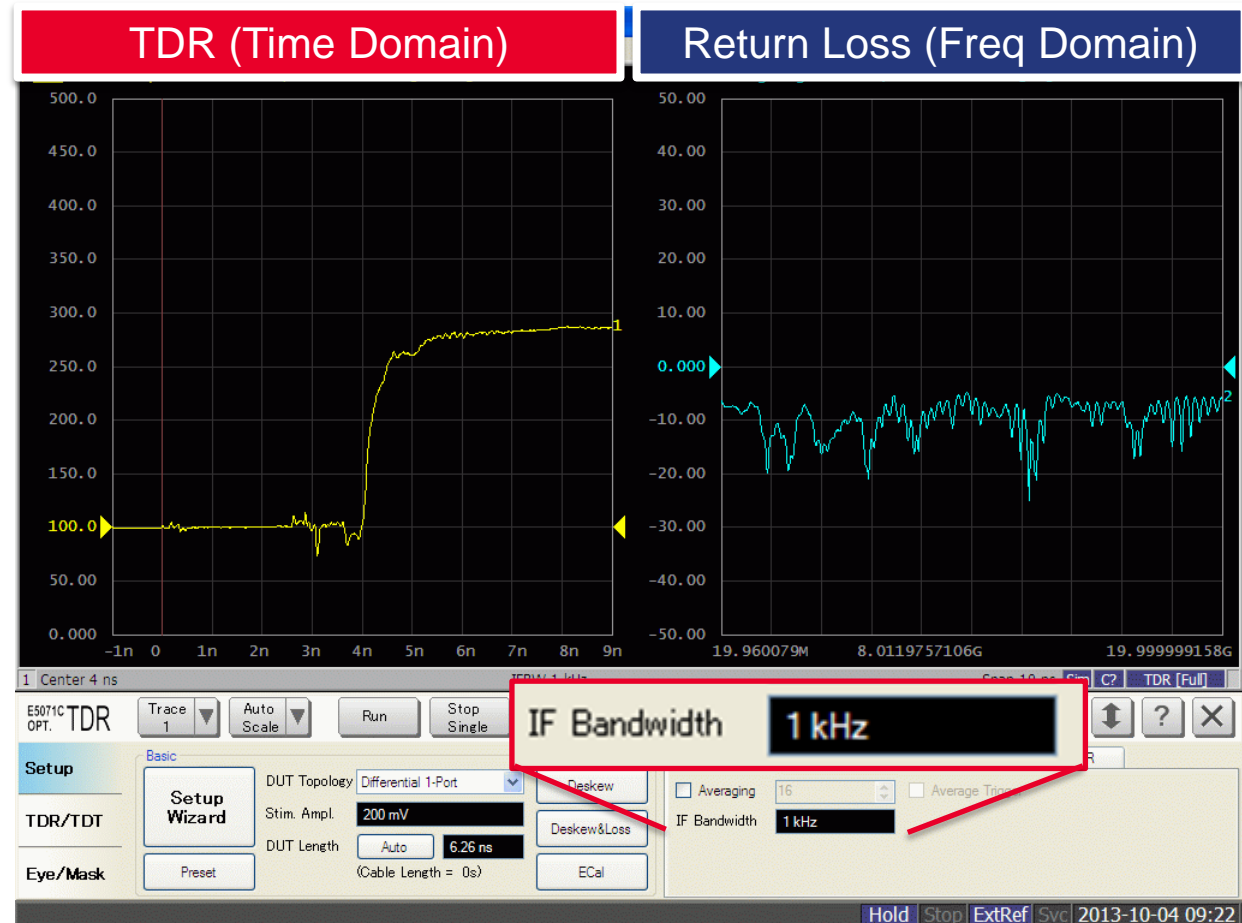 TDR (Time Domain)
Return Loss (Freq Domain)
500.0
450.0
400.0
350.0
300.0
250.0
200.0
150.0
100.0
50.00
0.000
-1n 0 1n 2n 3n 4n 5n 6n 7n 8n 9n
1
50.00
40.00
30.00
20.00
10.00
0.000
-10.00
-20.00
-30.00
-40.00
-50.00
2
19.960079M 8.0119757106G 19.999999158G
1 Center 4 ns
IFBW 1 kHz
Span 10 ns Sim C? TDR [Full]
E5071C
OPT. TDR
Trace
1
Auto
Scale
Run
Stop
Single
IF Bandwidth 1 kHz
?
Setup
TDR/TDT
Eye/Mask
Basic
Setup
Wizard
Preset
DUT Topology Differential 1-Port
Stim. Ampl. 200 mV
DUT Length Auto 6.26 ns
(Cable Length = 0s)
Deskew
Deskew&Loss
ECal
Averaging 16 Average
IF Bandwidth 1 kHz
Hold Stop ExtRef Svc 2013-10-04 09:22